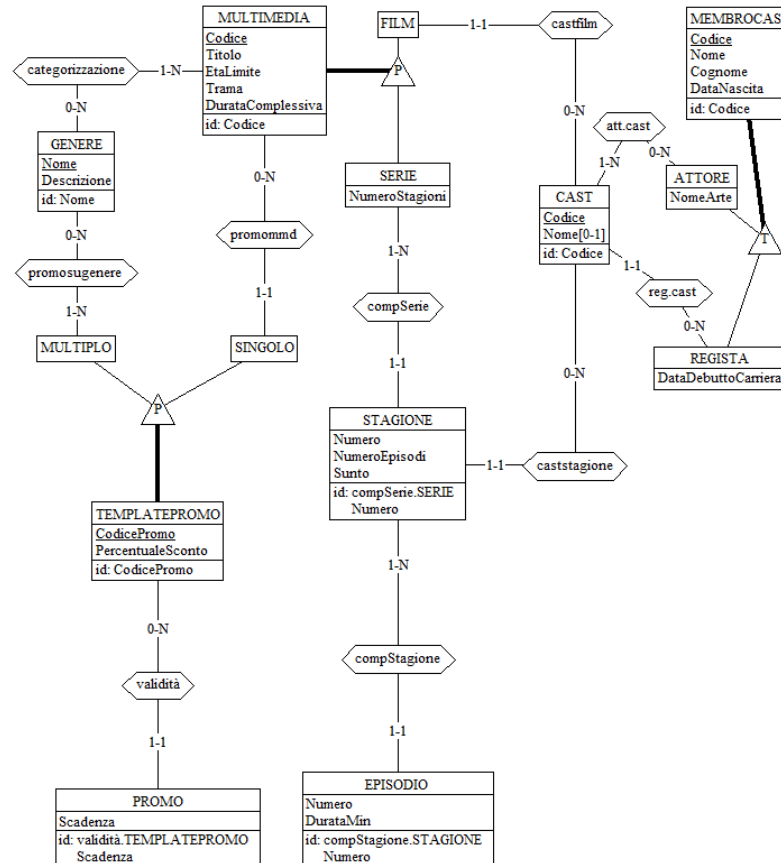 MULTIMEDIA
Codice
Titolo
EtaLimite
Trama
DurataComplessiva
id: Codice
FILM
1-1
castfilm
MEMBROCAS
Codice
Nome
Cognome
DataNascita
id: Codice
categorizzazione
1-N
P
0-N
0-N
att.cast
1-N
0-N
GENERE
Nome
Descrizione
id: Nome
0-N
SERIE
NumeroStagioni
CAST
Codice
Nome[0-1]
id: Codice
ATTORE
NomeArte
T
0-N
promommd
1-N
1-1
reg.cast
promosugenere
1-N
1-1
compSerie
0-N
MULTIPLO
SINGOLO
1-1
0-N
REGISTA
DataDebuttoCarriera
P
STAGIONE
Numero
NumeroEpisodi
Sunto
id: compSerie.SERIE
Numero
1-1
caststagione
TEMPLATEPROMO
CodicePromo
PercentualeSconto
id: CodicePromo
1-N
0-N
compStagione
validità
1-1
1-1
PROMO
Scadenza
id: validità.TEMPLATEPROMO
Scadenza
EPISODIO
Numero
DurataMin
id: compStagione.STAGIONE
Numero